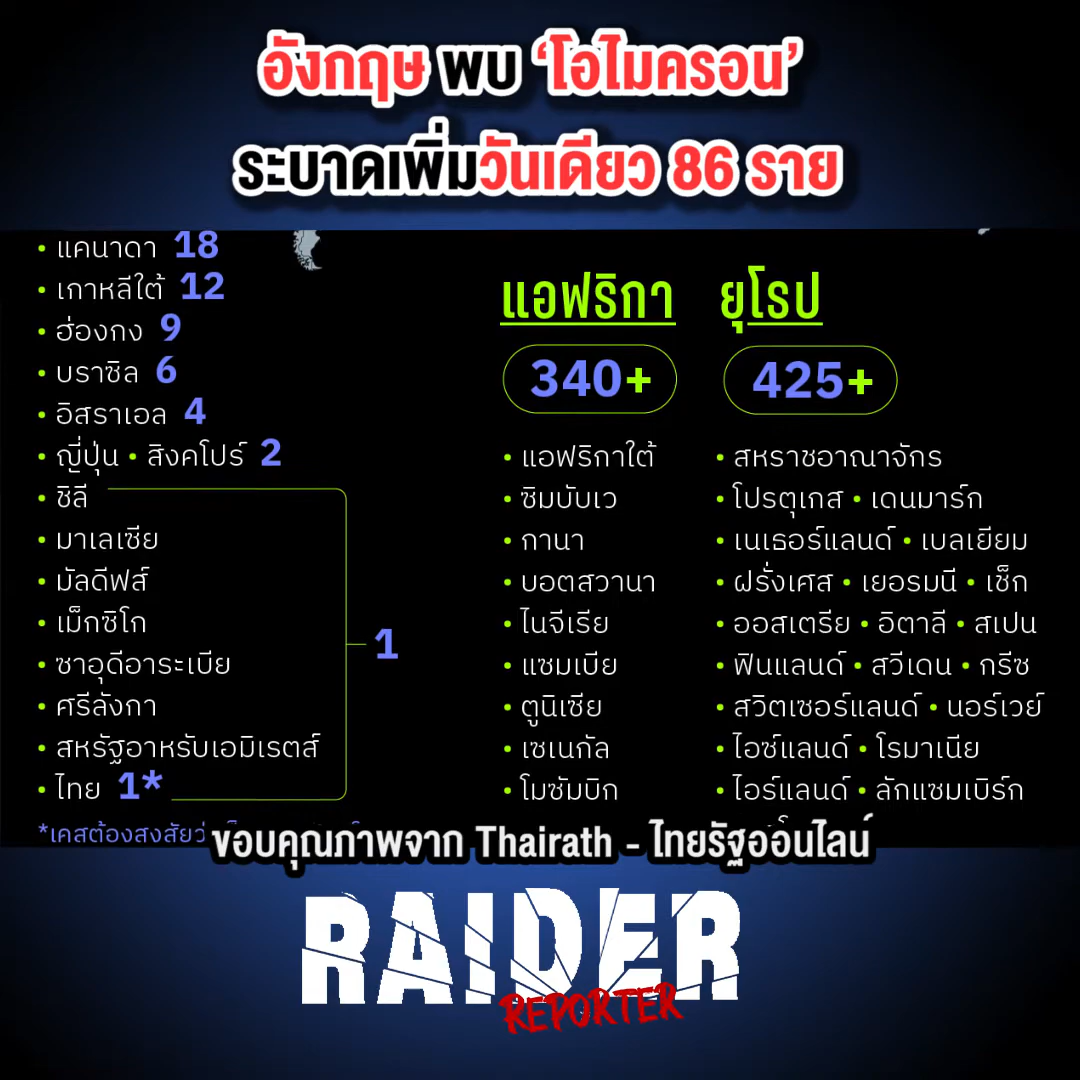 อังกฤษ พบ ‘โอไมครอน’
ระบาดเพิ่มวันเดียว 86 ราย
• แคนาดา 18
• เกาหลีใต้ 12
• ฮ่องกง 9
• บราซิล 6
• อิสราเอล 4
• ญี่ปุ่น • สิงคโปร์ 2
• ชิลี
• มาเลเซีย
• มัลดีฟส์
• เม็กซิโก
• ซาอุดีอาระเบีย
• ศรีลังกา
• สหรัฐอาหรับเอมิเรตส์
1
• ไทย 1*
*เคสต้องสงสัยว่า
แอฟริกา
340+
• แอฟริกาใต้
• ซิมบับเว
• กานา
• บอตสวานา
• ไนจีเรีย
• แซมเบีย
• ตูนิเซีย
• เซเนกัล
• โมซัมบิก
ยุโรป
425+
• สหราชอาณาจักร
• โปรตุเกส • เดนมาร์ก
• เนเธอร์แลนด์ • เบลเยียม
• ฝรั่งเศส • เยอรมนี • เช็ก
• ออสเตรีย • อิตาลี • สเปน
• ฟินแลนด์ • สวีเดน • กรีซ
• สวิตเซอร์แลนด์ • นอร์เวย์
• ไอซ์แลนด์ • โรมาเนีย
• ไอร์แลนด์ • ลักแซมเบิร์ก
ขอบคุณภาพจาก Thairath - ไทยรัฐออนไลน์
RAIDER
REPORTER